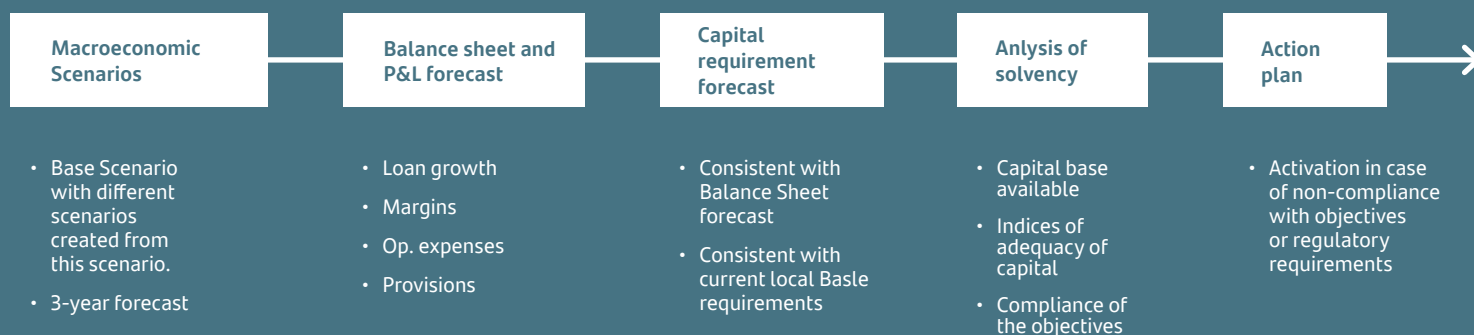 Macroeconomic
Scenarios
Balance sheet and
P&L forecast
Capital
requirement
forecast
Anlysis of
solvency
Action
plan
• Base Scenario
with different
scenarios
created from
this scenario.
• 3-year forecast
• Loan growth
• Margins
• Op. expenses
• Provisions
• Consistent with
Balance Sheet
forecast
• Consistent with
current local Basle
requirements
• Capital base
available
• Indices of
adequacy of
capital
• Compliance of
the objectives
• Activation in case
of non-compliance
with objectives
or regulatory
requirements